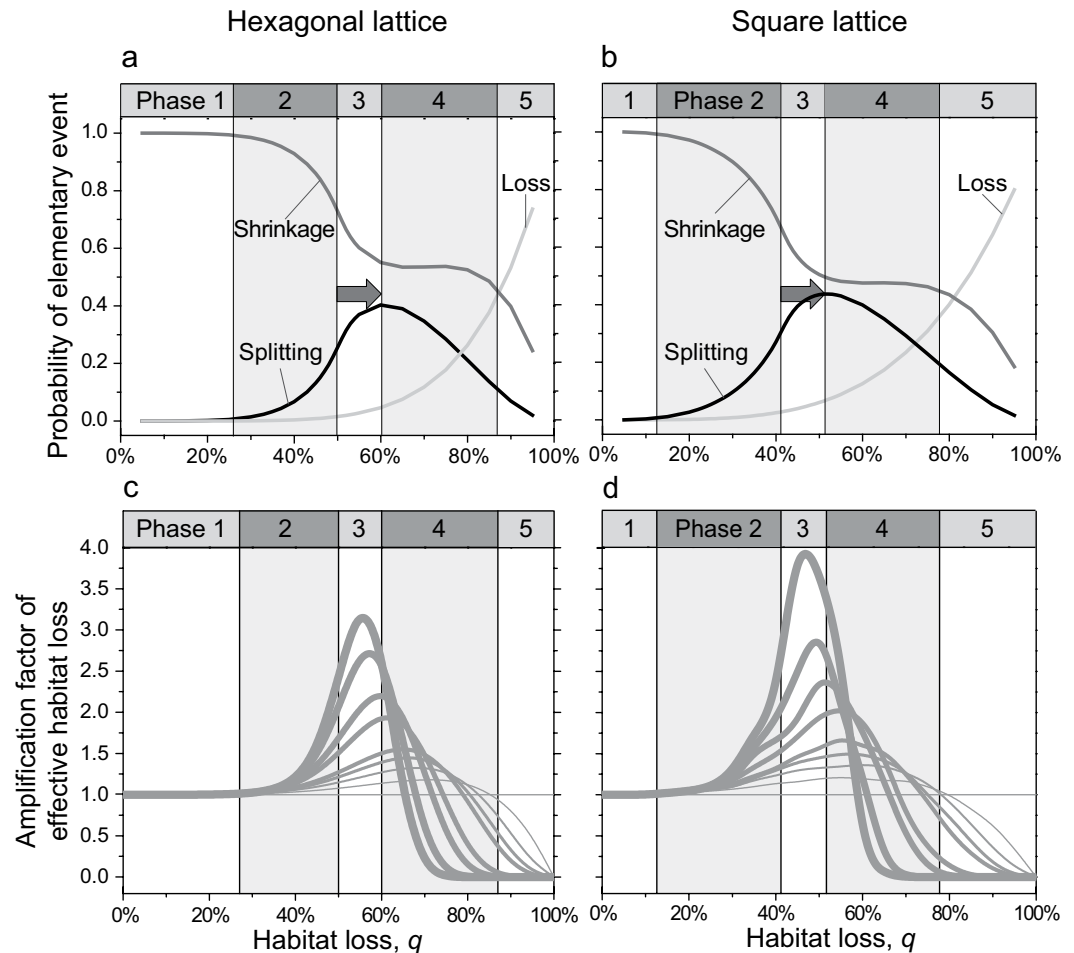 Hexagonal lattice
Square lattice
a
b
Phase 1 2 3 4 5
1 Phase 2 3 4 5
Probability of elementary event
1.0
0.8
0.6
0.4
0.2
0.0
Shrinkage
Loss
Splitting
Shrinkage
Loss
Splitting
0% 20% 40% 60% 80% 100%
0% 20% 40% 60% 80% 100%
c
d
Phase 1 2 3 4 5
1 Phase 2 3 4 5
Amplification factor of
effective habitat loss
4.0
3.5
3.0
2.5
2.0
1.5
1.0
0.5
0.0
0% 20% 40% 60% 80% 100%
0% 20% 40% 60% 80% 100%
Habitat loss, q
Habitat loss, q